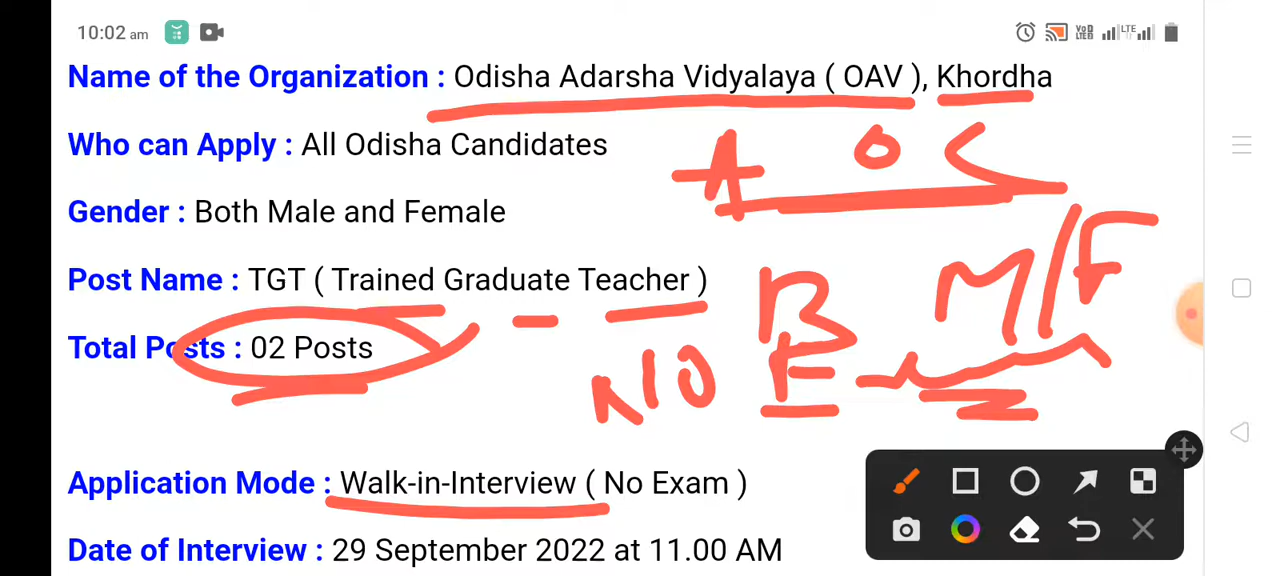 10:02 am
Name of the Organization : Odisha Adarsha Vidyalaya ( OAV ), Khordha
Who can Apply : All Odisha Candidates
A O C
Gender : Both Male and Female
M/F
Post Name : TGT ( Trained Graduate Teacher )
B
Total Posts : 02 Posts
NO E
Application Mode : Walk-in-Interview ( No Exam )
Date of Interview : 29 September 2022 at 11.00 AM